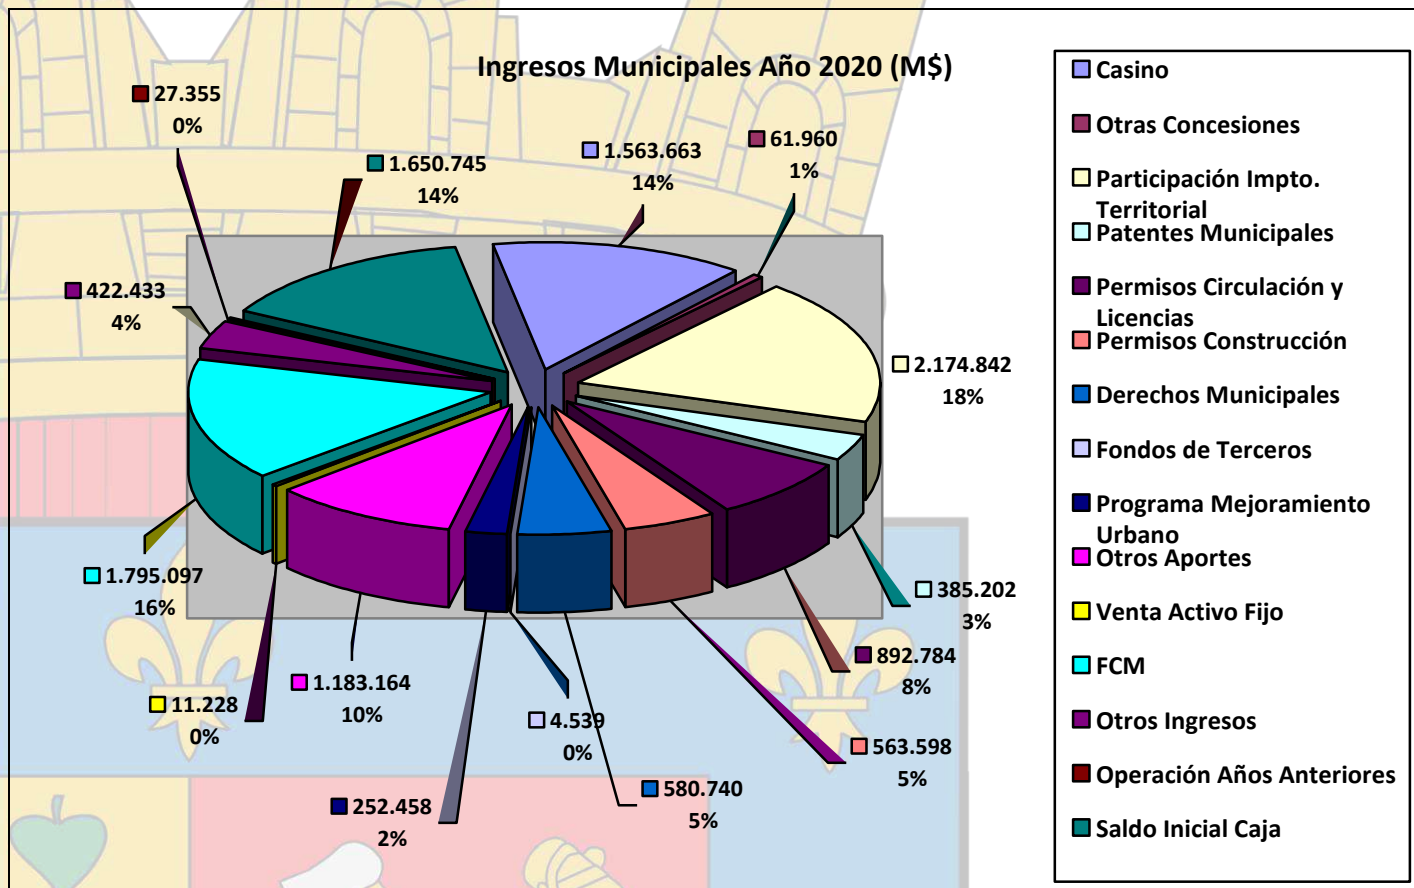 Ingresos Municipales Año 2020 (M$)
27.355
0%
1.650.745
14%
1.563.663
14%
61.960
1%
422.433
4%
2.174.842
18%
1.795.097
16%
385.202
3%
892.784
8%
11.228
0%
1.183.164
10%
4.539
0%
563.598
5%
252.458
2%
580.740
5%
Casino
Otras Concesiones
Participación Impto.
Territorial
Patentes Municipales
Permisos Circulación y
Licencias
Permisos Construcción
Derechos Municipales
Fondos de Terceros
Programa Mejoramiento
Urbano
Otros Aportes
Venta Activo Fijo
FCM
Otros Ingresos
Operación Años Anteriores
Saldo Inicial Caja